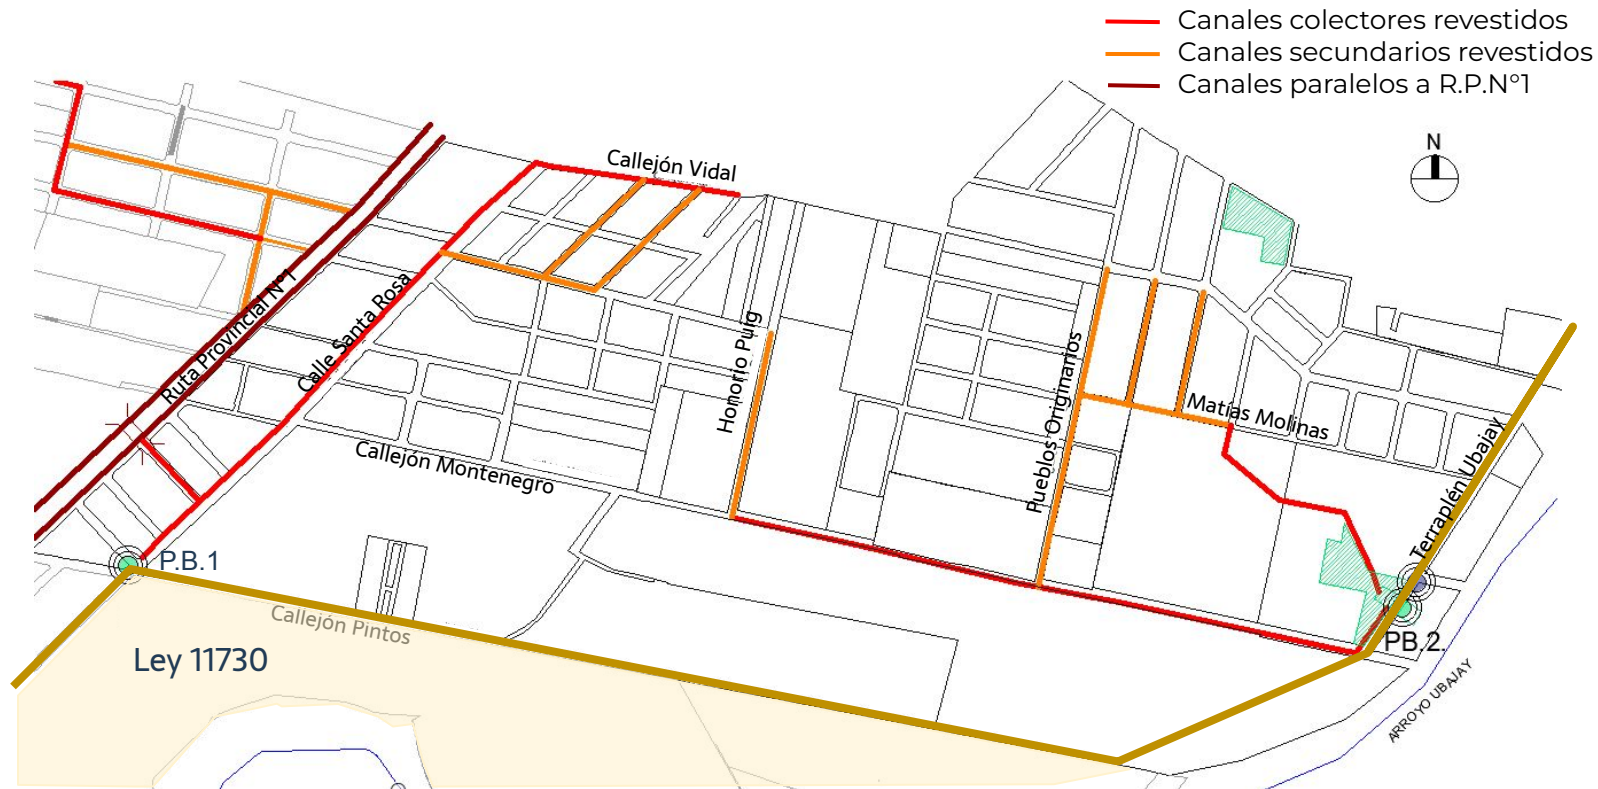 Canales colectores revestidos
Canales secundarios revestidos
Canales paralelos a R.P.N°1
N
Callejón Vidal
Ruta Provincial N°1
Calle Santa Rosa
Honorio Puig
Pueblos Originarios
Matías Molinas
Terraplén Ubajay
Callejón Montenegro
P.B.1
Callejón Pintos
Ley 11730
PB.2.
ARROYO UBAJAY